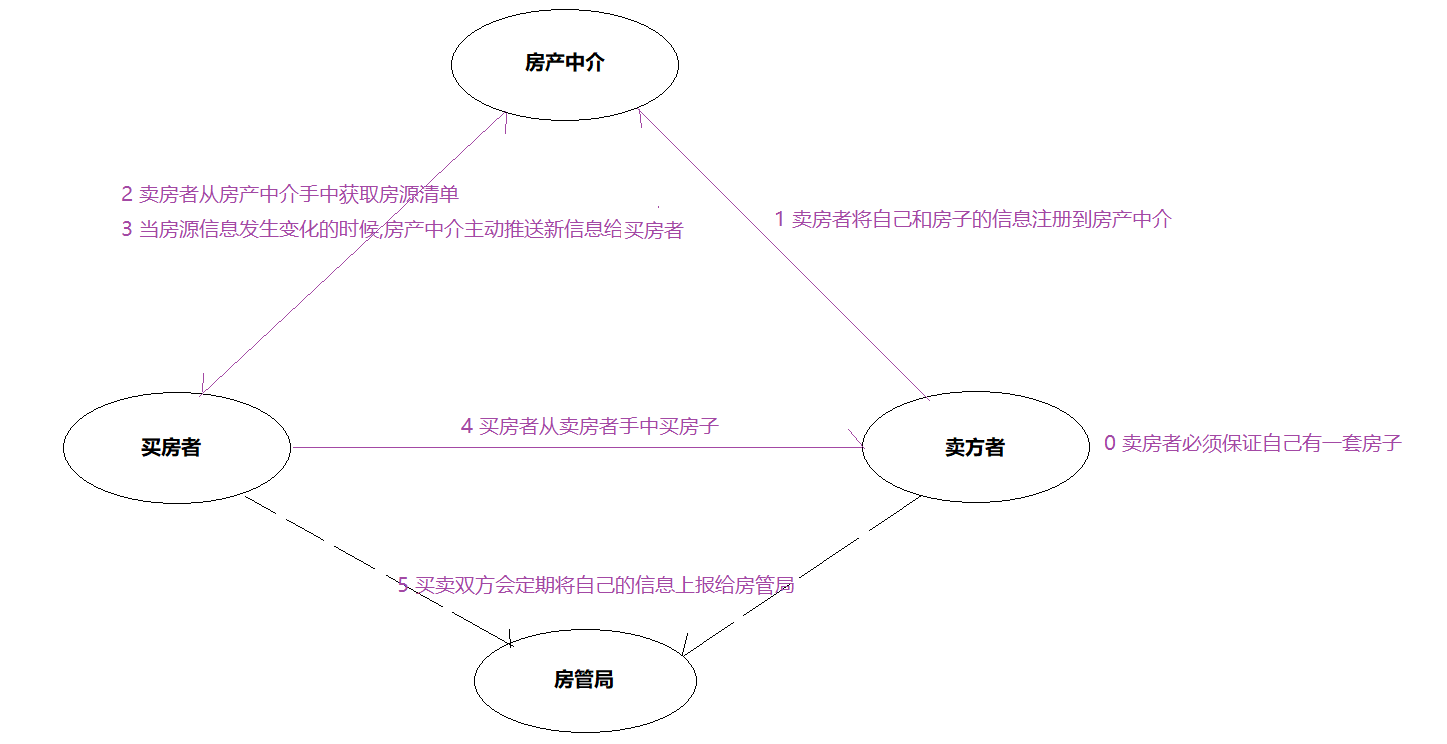 房产中介
2 卖房者从房产中介手中获取房源清单
3 当房源信息发生变化的时候,房产中介主动推送新信息给买房者
1 卖房者将自己和房子的信息注册到房产中介
4 买房者从卖房者手中买房子
买房者
卖方者
0 卖房者必须保证自己有一套房子
5 买卖双方会定期将自己的信息上报给房管局
房管局